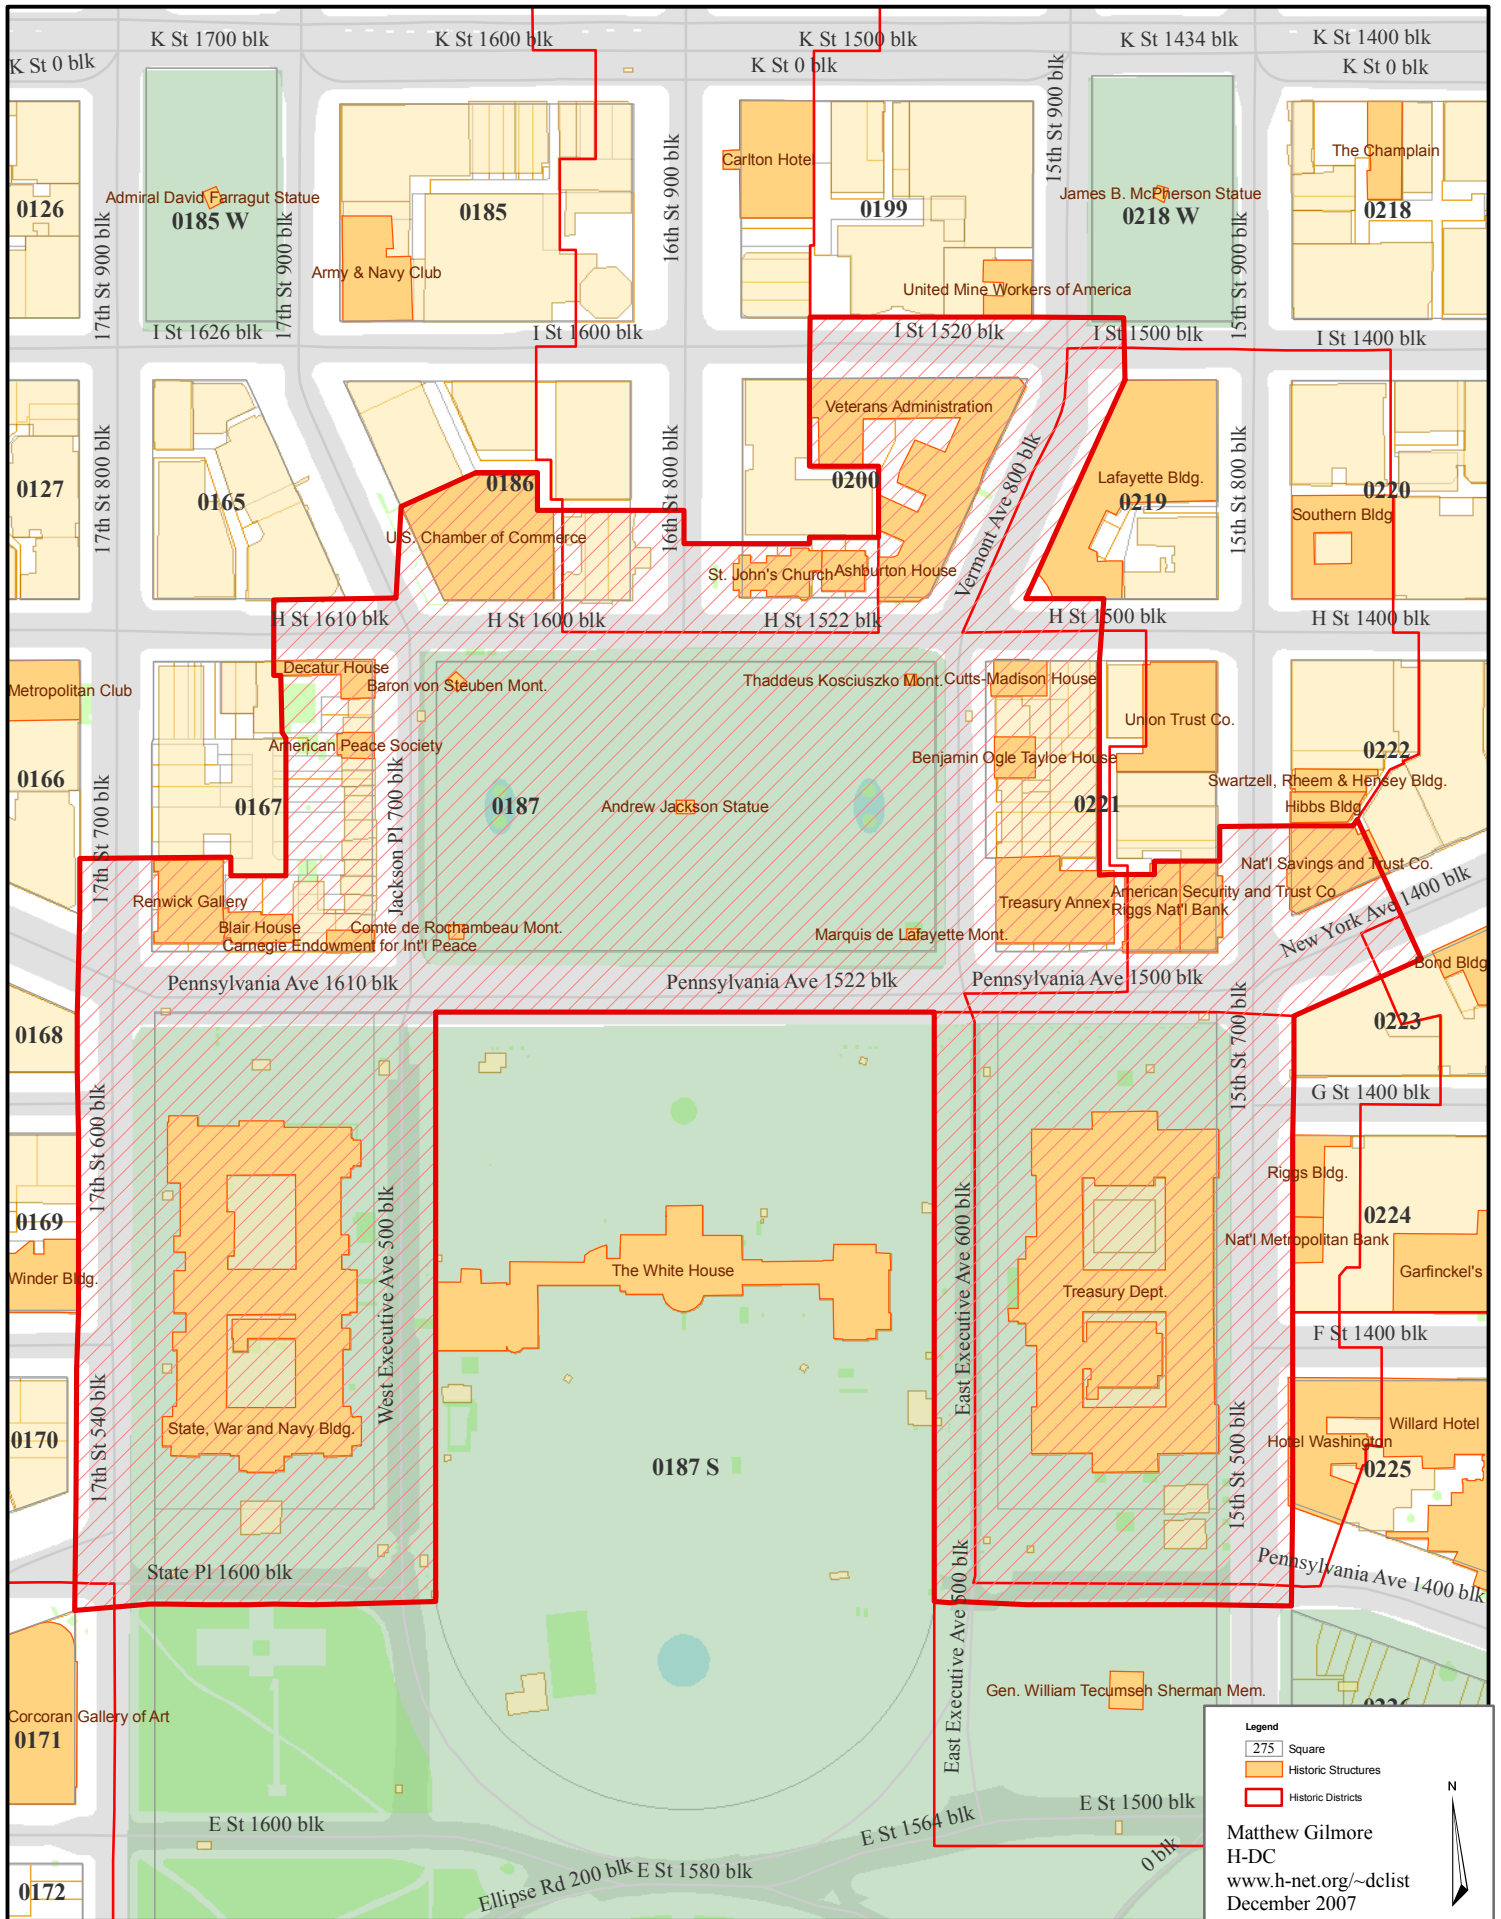 K St 1700 blk
K St 1600 blk
K St 1500 blk
K St 1434 blk
K St 1400 blk
K St 0 blk
K St 0 blk
K St 0 blk
15th St 900 blk
Carlton Hotel
The Champlain
16th St 900 blk
0126
Admiral David Farragut Statue
0185 W
0185
0199
James B. McPherson Statue
0218 W
0218
17th St 900 blk
17th St 900 blk
15th St 900 blk
Army & Navy Club
United Mine Workers of America
I St 1626 blk
I St 1600 blk
I St 1520 blk
I St 1500 blk
I St 1400 blk
Veterans Administration
17th St 800 blk
16th St 800 blk
Vermont Ave 800 blk
15th St 800 blk
0127
0165
0186
0200
Lafayette Bldg.
0219
0220
Southern Bldg
U.S. Chamber of Commerce
St. John's Church
Ashburton House
H St 1610 blk
H St 1600 blk
H St 1522 blk
H St 1500 blk
H St 1400 blk
Metropolitan Club
Decatur House
Baron von Steuben Mont.
Thaddeus Kosciuszko Mont.
Cutts-Madison House
Union Trust Co.
American Peace Society
Benjamin Ogle Tayloe House
0222
0166
0167
Jackson Pl 700 blk
0187
Andrew Jackson Statue
0221
Swartzell, Rheem & Hensey Bldg.
Hibbs Bldg
17th St 700 blk
Nat'l Savings and Trust Co.
Renwick Gallery
Treasury Annex
American Security and Trust Co
Riggs Nat'l Bank
New York Ave 1400 blk
Blair House
Comte de Rochambeau Mont.
Marquis de Lafayette Mont.
Carnegie Endowment for Int'l Peace
Bond Bldg
Pennsylvania Ave 1610 blk
Pennsylvania Ave 1522 blk
Pennsylvania Ave 1500 blk
0168
0223
15th St 700 blk
G St 1400 blk
17th St 600 blk
Riggs Bldg.
0169
West Executive Ave 500 blk
East Executive Ave 600 blk
0224
Nat'l Metropolitan Bank
Winder Bldg.
The White House
Garfinckel's
Treasury Dept.
F St 1400 blk
17th St 540 blk
State, War and Navy Bldg.
Willard Hotel
Hotel Washington
0170
0187 S
0225
15th St 500 blk
State Pl 1600 blk
East Executive Ave 500 blk
Pennsylvania Ave 1400 blk
Gen. William Tecumseh Sherman Mem.
Corcoran Gallery of Art
0171
E St 1600 blk
E St 1564 blk
E St 1500 blk
0 blk
Ellipse Rd 200 blk
E St 1580 blk
0172
Legend
275 Square
Historic Structures
Historic Districts
N
Matthew Gilmore
H-DC
www.h-net.org/~dclist
December 2007